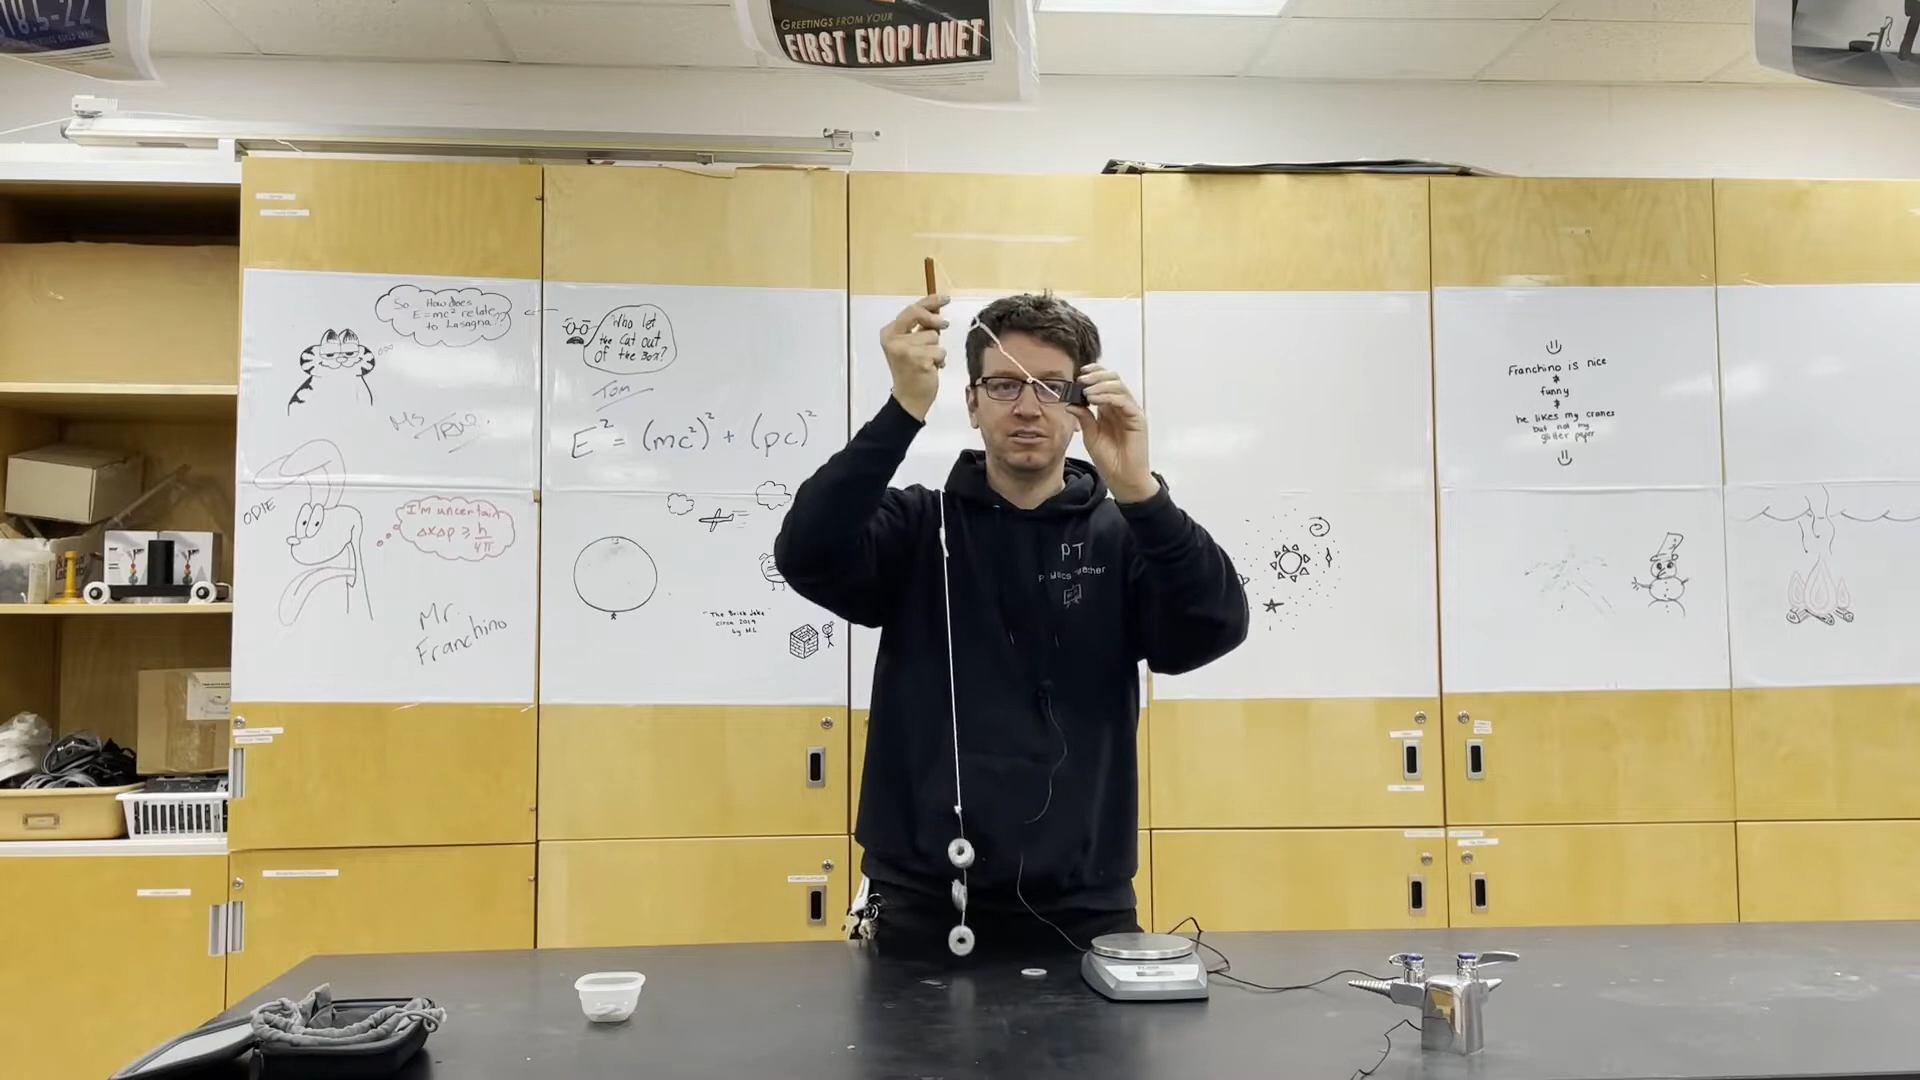 GREETINGS FROM YOUR
FIRST EXOPLANET
So How does
E=mc² relate
to Lasagna??
Ms
Who let
the cat out
of the Box?
TOM
E² = (mc²)² + (pc)²
ODIE
I'm uncertain
ΔxΔp ≥ h
4π
Mr.
Franchino
"The Brick Joke"
circa 2019
by ML
PT
Franchino is nice
&
funny
&
he likes my cranes
but not my
glitter paper